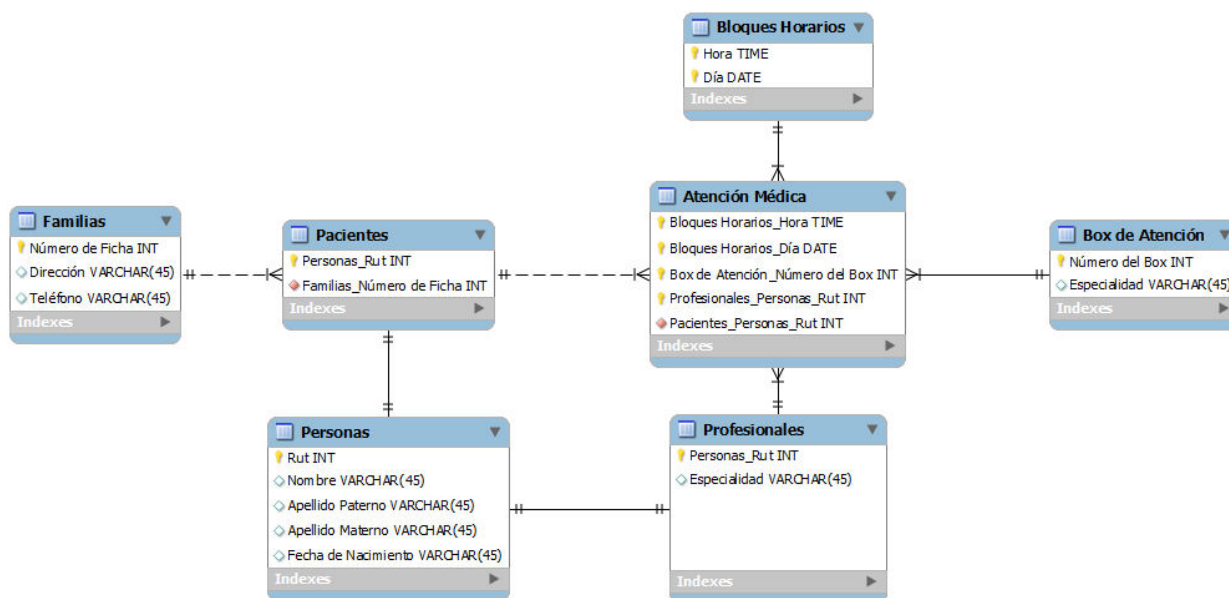 Bloques Horarios
Hora TIME
Día DATE
Indexes
Familias
Número de Ficha INT
Dirección VARCHAR(45)
Teléfono VARCHAR(45)
Indexes
Pacientes
Personas_Rut INT
Familias_Número de Ficha INT
Indexes
Atención Médica
Bloques Horarios_Hora TIME
Bloques Horarios_Día DATE
Box de Atención_Número del Box INT
Profesionales_Personas_Rut INT
Pacientes_Personas_Rut INT
Indexes
Box de Atención
Número del Box INT
Especialidad VARCHAR(45)
Indexes
Personas
Rut INT
Nombre VARCHAR(45)
Apellido Paterno VARCHAR(45)
Apellido Materno VARCHAR(45)
Fecha de Nacimiento VARCHAR(45)
Indexes
Profesionales
Personas_Rut INT
Especialidad VARCHAR(45)
Indexes